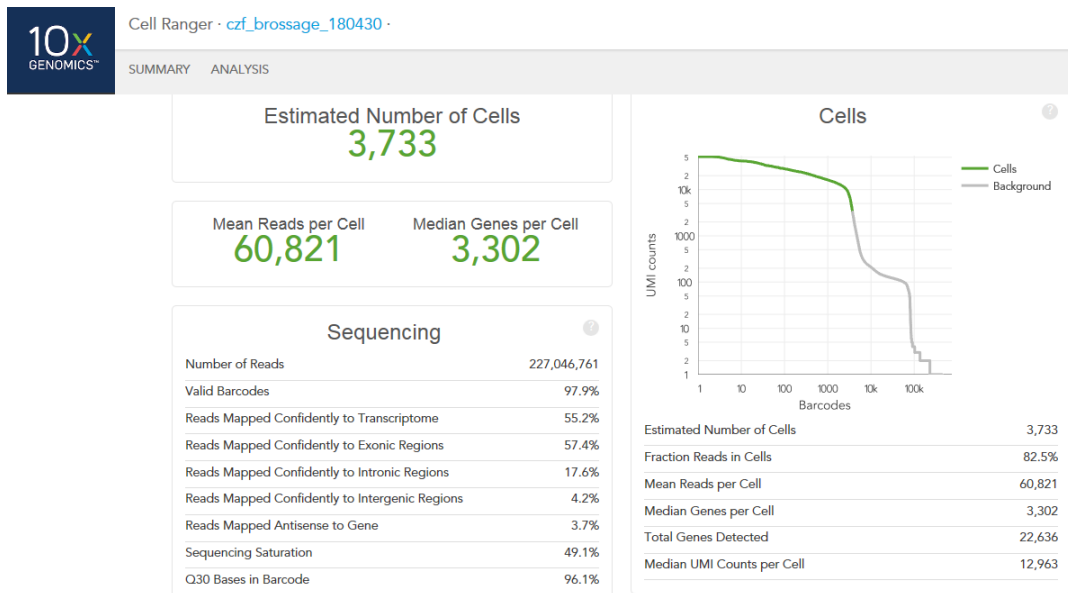 10x
GENOMICS™
Cell Ranger · czf_brossage_180430 ·
SUMMARY ANALYSIS
Estimated Number of Cells
3,733
Mean Reads per Cell Median Genes per Cell
60,821 3,302
Sequencing ?
Number of Reads 227,046,761
Valid Barcodes 97.9%
Reads Mapped Confidently to Transcriptome 55.2%
Reads Mapped Confidently to Exonic Regions 57.4%
Reads Mapped Confidently to Intronic Regions 17.6%
Reads Mapped Confidently to Intergenic Regions 4.2%
Reads Mapped Antisense to Gene 3.7%
Sequencing Saturation 49.1%
Q30 Bases in Barcode 96.1%
Cells ?
5
2
10k
5
2
1000
5
2
100
5
2
10
5
2
1
UMI counts
1 10 100 1000 10k 100k
Barcodes
Cells
Background
Estimated Number of Cells 3,733
Fraction Reads in Cells 82.5%
Mean Reads per Cell 60,821
Median Genes per Cell 3,302
Total Genes Detected 22,636
Median UMI Counts per Cell 12,963